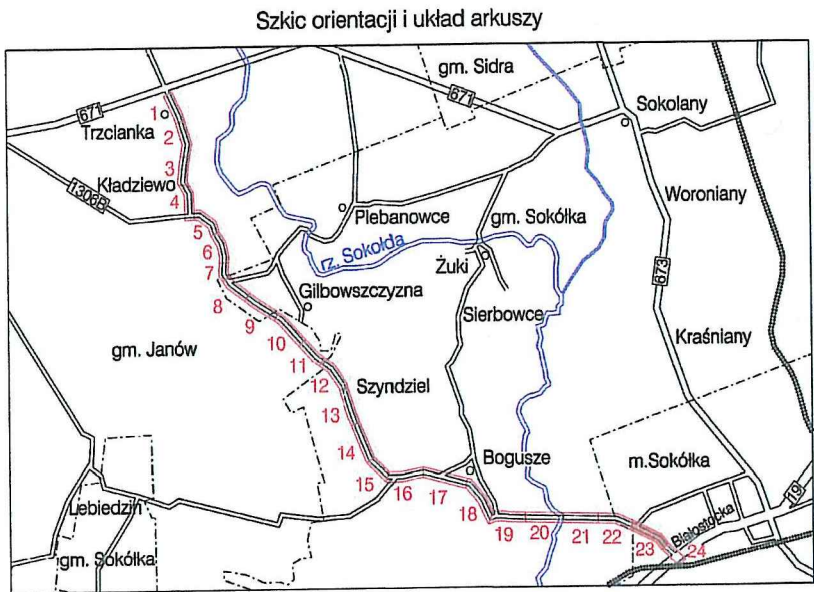 Szkic orientacji i układ arkuszy
gm. Sidra
671
671
1
Trzcianka
Sokolany
2
3
Kładziewo
1306B
4
Woroniany
Plebanowce
gm. Sokółka
5
6
rz. Sokołda
Żuki
7
673
Gilbowszczyzna
8
Sierbowce
9
Kraśniany
10
gm. Janów
11
12
Szyndziel
13
14
Bogusze
m.Sokółka
15
16
17
19
Lebiedzin
18
Białostocka
19
20
21
22
23
24
gm. Sokółka